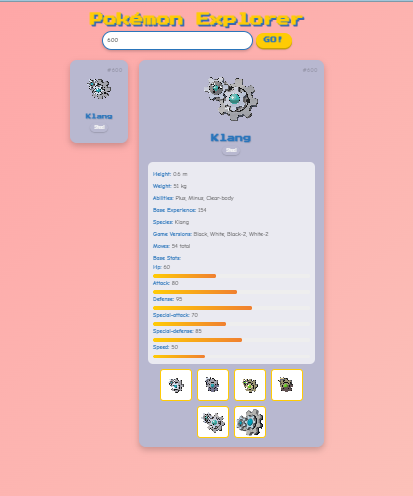 Pokémon Explorer
600
GO!
#600
Klang
Steel
#600
Klang
Steel
Height: 0.6 m
Weight: 51 kg
Abilities: Plus, Minus, Clear-body
Base Experience: 154
Species: Klang
Game Versions: Black, White, Black-2, White-2
Moves: 54 total
Base Stats:
Hp: 60
Attack: 80
Defense: 95
Special-attack: 70
Special-defense: 85
Speed: 50